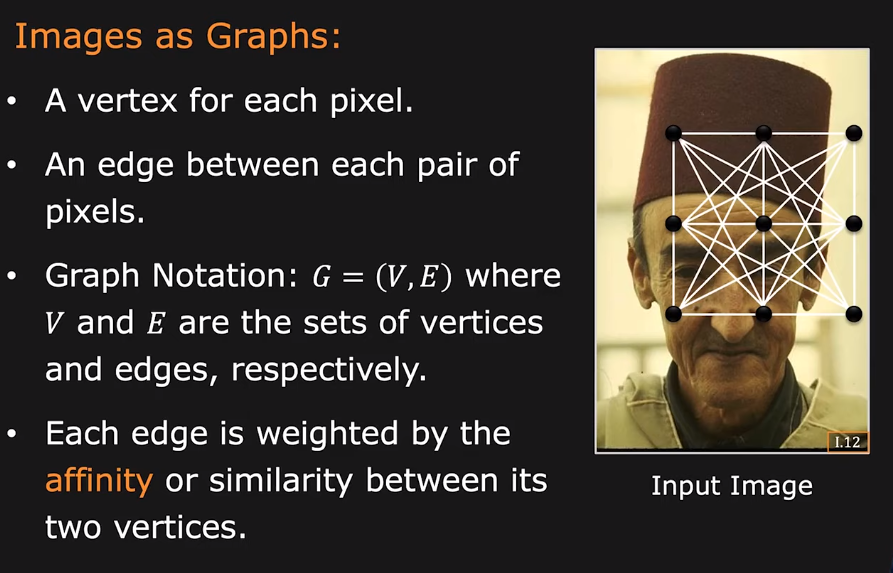 Images as Graphs:
• A vertex for each pixel.
• An edge between each pair of
pixels.
• Graph Notation: G = (V, E) where
V and E are the sets of vertices
and edges, respectively.
• Each edge is weighted by the
affinity or similarity between its
two vertices.
I.12
Input Image